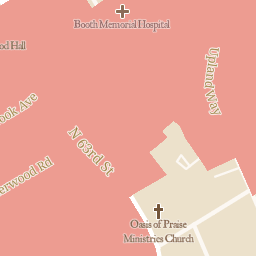 Booth Memorial Hospital
od Hall
Upland Way
ook Ave
N 63rd St
erwood Rd
Oasis of Praise
Ministries Church